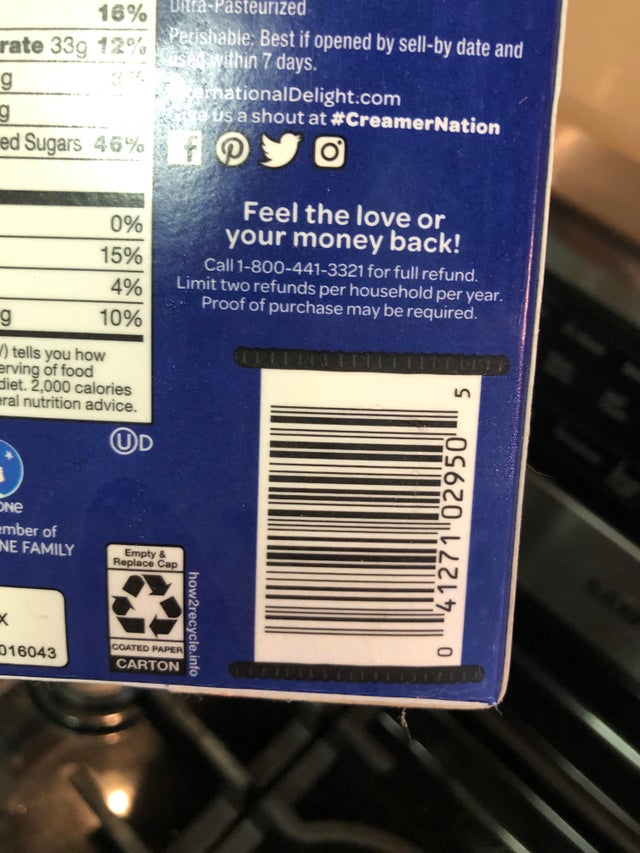 16%
rate 33g 12%
g
g
ed Sugars 46%
0%
15%
4%
g 10%
) tells you how
erving of food
diet. 2,000 calories
ral nutrition advice.
Ultra-Pasteurized
Perishable: Best if opened by sell-by date and
used within 7 days.
ernationalDelight.com
us a shout at #CreamerNation
Feel the love or
your money back!
Call 1-800-441-3321 for full refund.
Limit two refunds per household per year.
Proof of purchase may be required.
U D
ONE
ember of
NE FAMILY
X
016043
Empty &
Replace Cap
COATED PAPER
CARTON
how2recycle.info
0 41271 02950 5